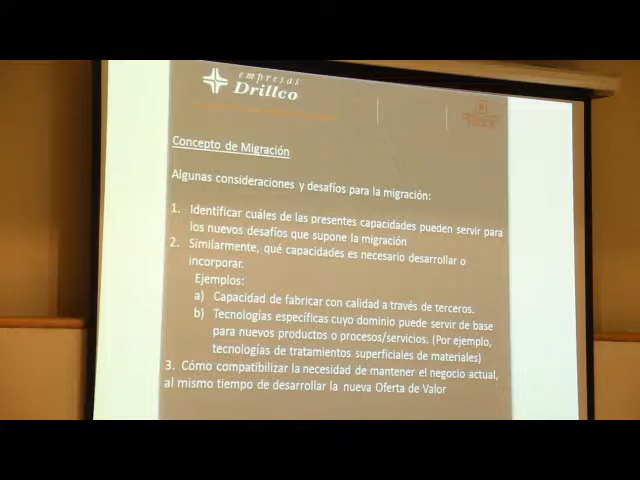 empresas
Drillco
Concepto de Migración
Algunas consideraciones y desafíos para la migración:
1. Identificar cuáles de las presentes capacidades pueden servir para
los nuevos desafíos que supone la migración
2. Similarmente, qué capacidades es necesario desarrollar o
incorporar.
Ejemplos:
a) Capacidad de fabricar con calidad a través de terceros.
b) Tecnologías específicas cuyo dominio puede servir de base
para nuevos productos o procesos/servicios. (Por ejemplo,
tecnologías de tratamientos superficiales de materiales)
3. Cómo compatibilizar la necesidad de mantener el negocio actual,
al mismo tiempo de desarrollar la nueva Oferta de Valor